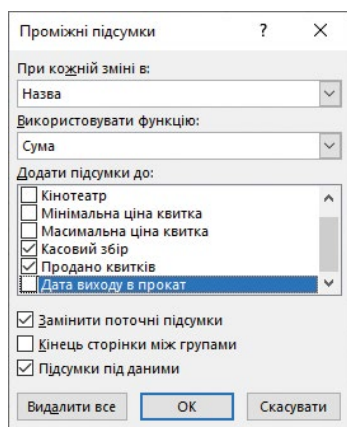 Проміжні підсумки ? ×
При кожній зміні в:
Назва
Використовувати функцію:
Сума
Додати підсумки до:
Кінотеатр
Мінімальна ціна квитка
Масимальна ціна квитка
Касовий збір
Продано квитків
Дата виходу в прокат
Замінити поточні підсумки
Кінець сторінки між групами
Підсумки під даними
Видалити все ОК Скасувати